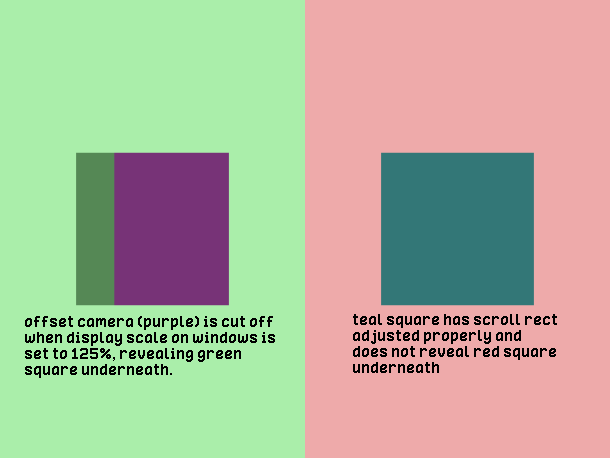 offset camera (purple) is cut off
when display scale on windows is
set to 125%, revealing green
square underneath.
teal square has scroll rect
adjusted properly and
does not reveal red square
underneath